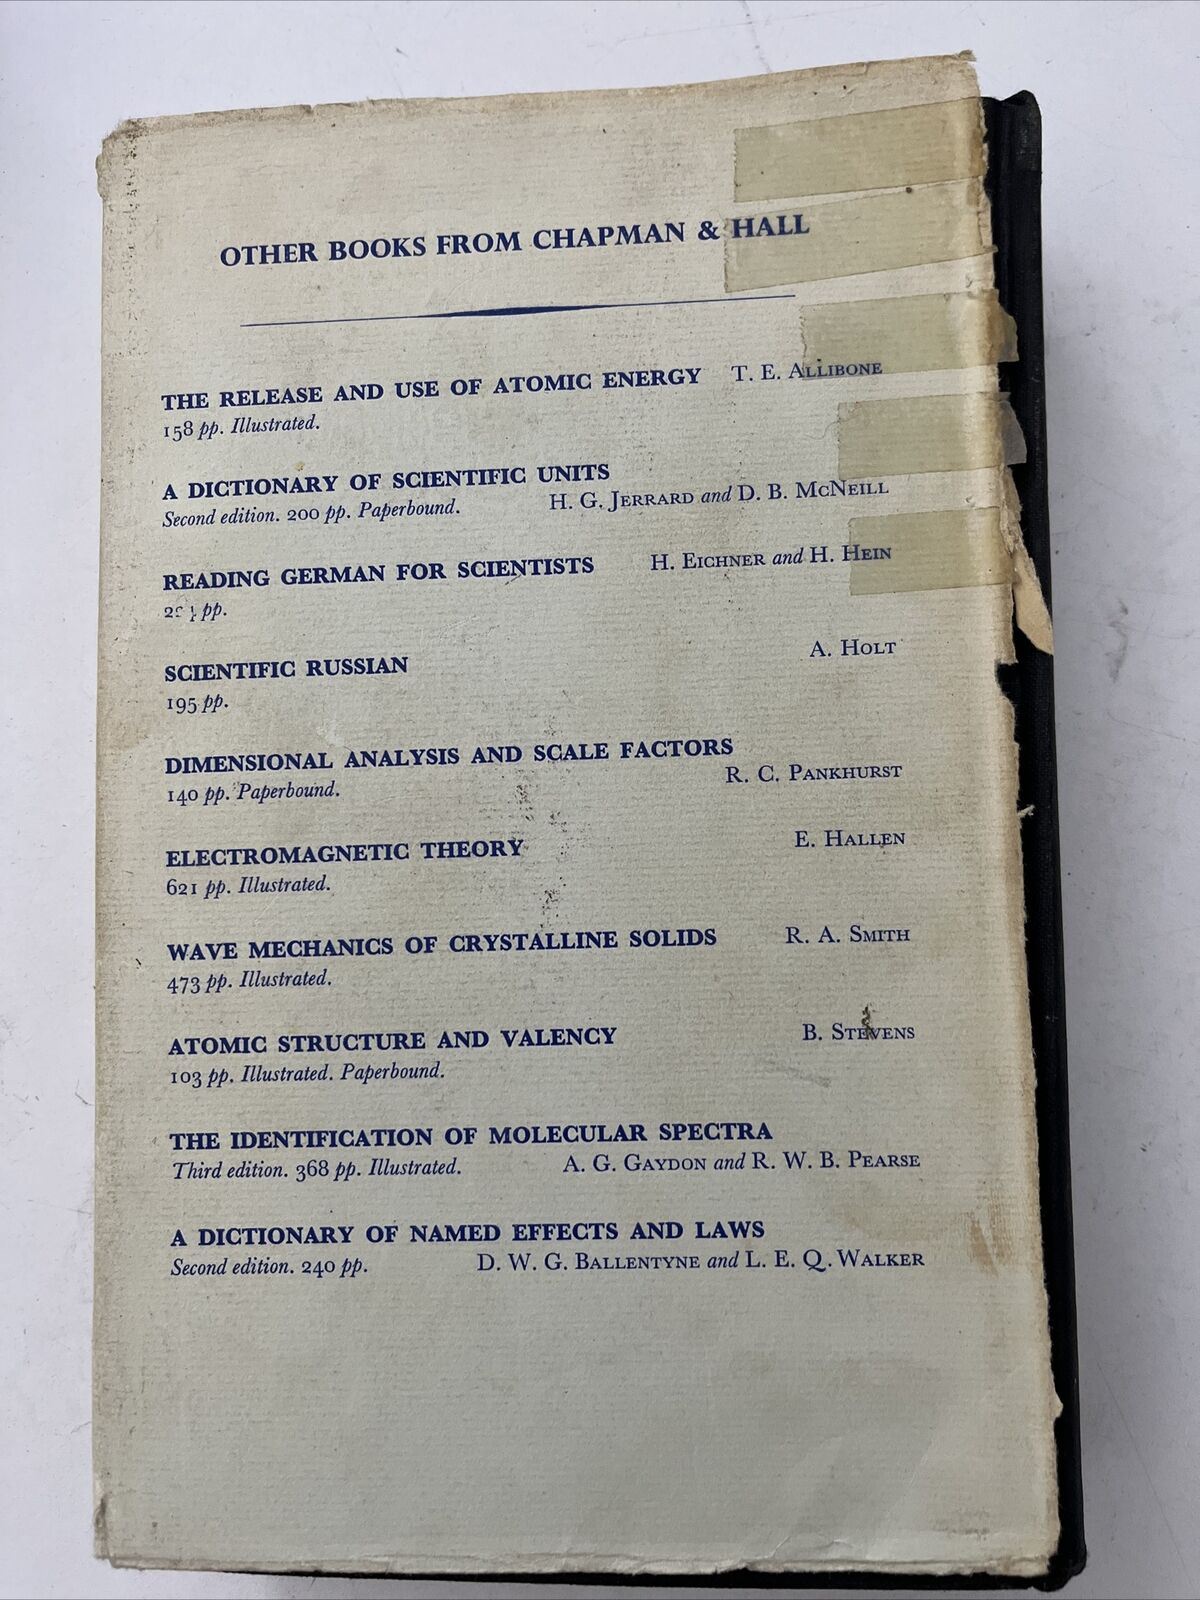 OTHER BOOKS FROM CHAPMAN & HALL
THE RELEASE AND USE OF ATOMIC ENERGY T. E. ALLIBONE
158 pp. Illustrated.
A DICTIONARY OF SCIENTIFIC UNITS
Second edition. 200 pp. Paperbound. H. G. JERRARD and D. B. MCNEILL
READING GERMAN FOR SCIENTISTS H. EICHNER and H. HEIN
pp.
SCIENTIFIC RUSSIAN A. HOLT
195 pp.
DIMENSIONAL ANALYSIS AND SCALE FACTORS
140 pp. Paperbound. R. C. PANKHURST
ELECTROMAGNETIC THEORY E. HALLEN
621 pp. Illustrated.
WAVE MECHANICS OF CRYSTALLINE SOLIDS R. A. SMITH
473 pp. Illustrated.
ATOMIC STRUCTURE AND VALENCY B. STEVENS
103 pp. Illustrated. Paperbound.
THE IDENTIFICATION OF MOLECULAR SPECTRA
Third edition. 368 pp. Illustrated. A. G. GAYDON and R. W. B. PEARSE
A DICTIONARY OF NAMED EFFECTS AND LAWS
Second edition. 240 pp. D. W. G. BALLENTYNE and L. E. Q. WALKER